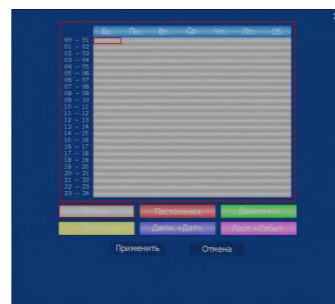 Вс. Пн. Вт. Ср. Чт. Пт. Сб.
00 - 01
01 - 02
02 - 03
03 - 04
04 - 05
05 - 06
06 - 07
07 - 08
08 - 09
09 - 10
10 - 11
11 - 12
12 - 13
13 - 14
14 - 15
15 - 16
16 - 17
17 - 18
18 - 19
19 - 20
20 - 21
21 - 22
22 - 23
23 - 24
Постоянная Движение
Движ.+Датч. Пост.+Событ.
Применить Отмена